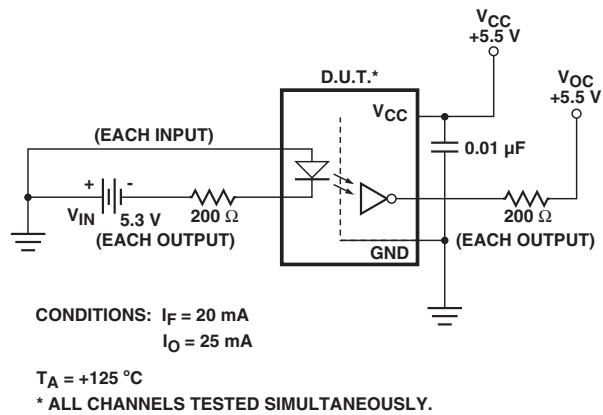 V_CC
+5.5 V
V_OC
+5.5 V
D.U.T.*
V_CC
(EACH INPUT)
0.01 µF
+ -
V_IN 5.3 V
200 Ω
200 Ω
(EACH OUTPUT)
(EACH OUTPUT)
GND
CONDITIONS: I_F = 20 mA
I_O = 25 mA
T_A = +125 °C
* ALL CHANNELS TESTED SIMULTANEOUSLY.